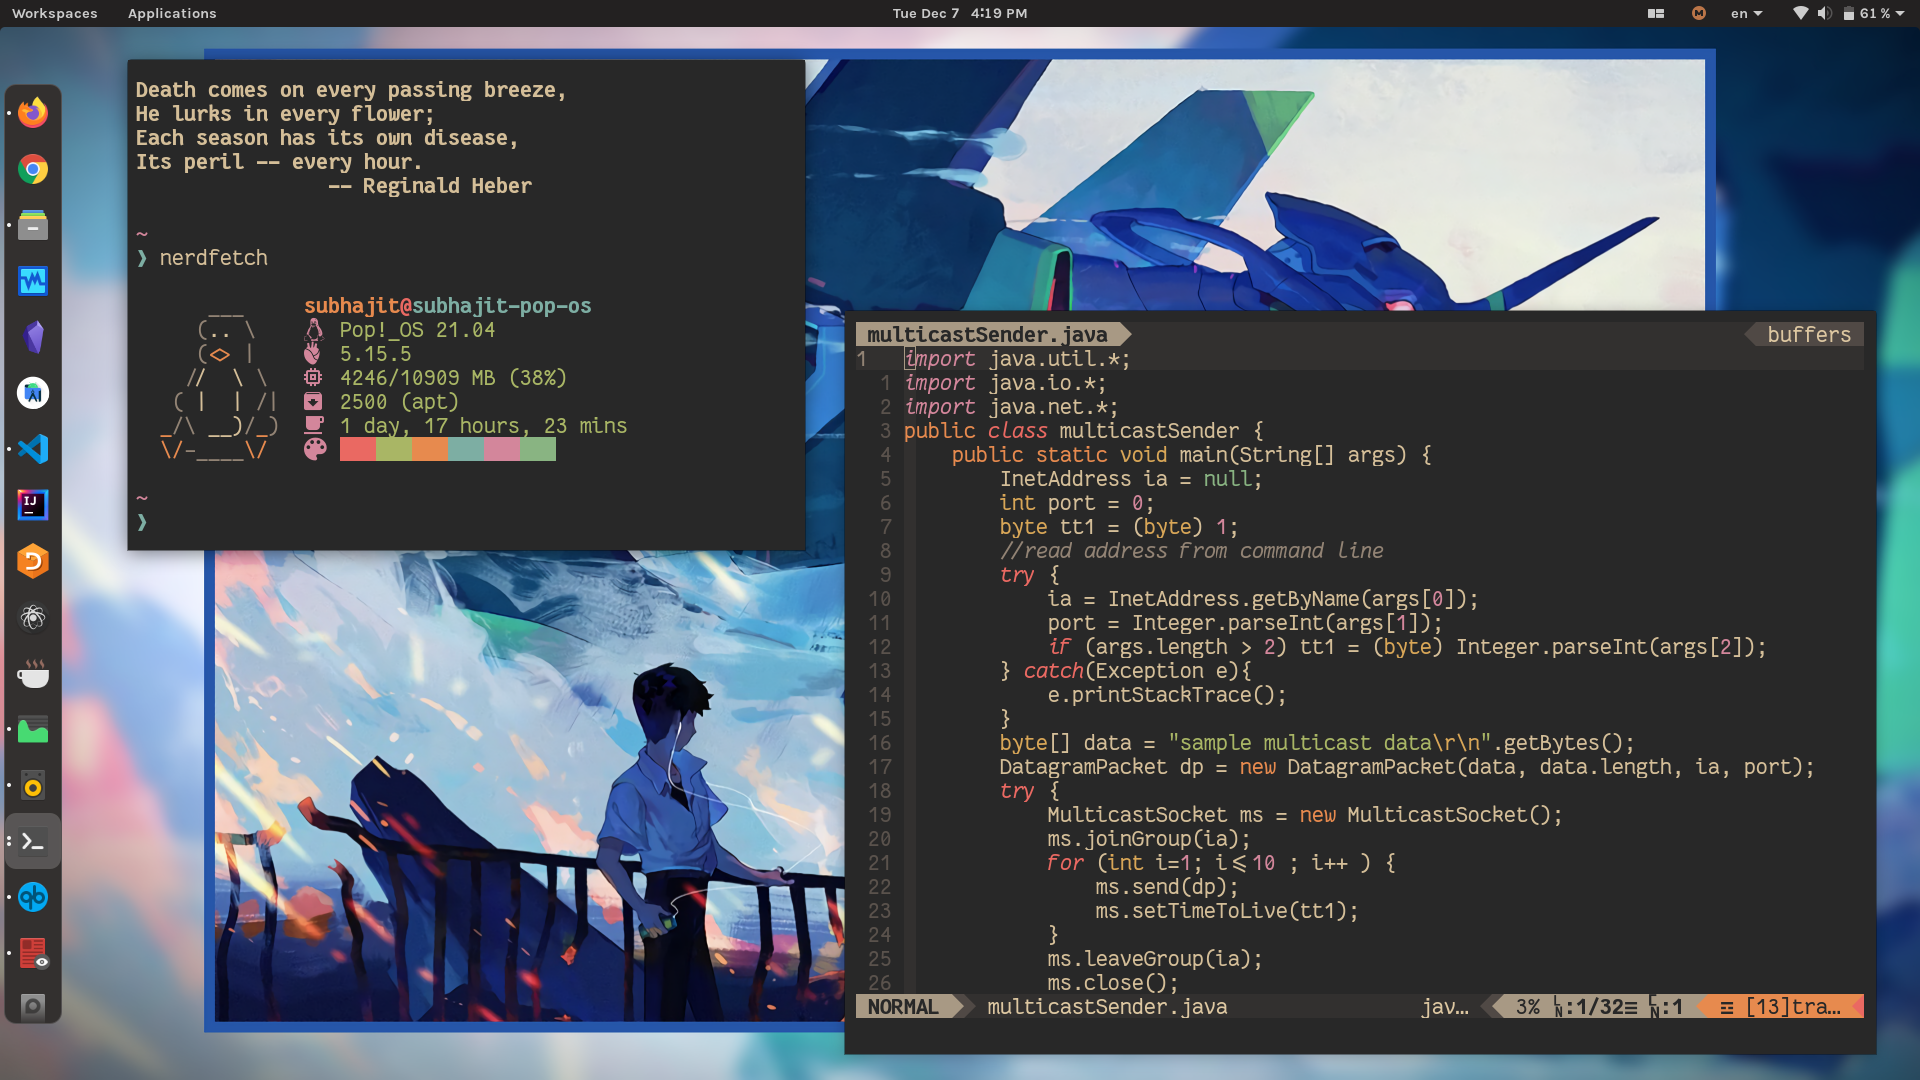 Workspaces Applications Tue Dec 7 4:19 PM en 61 %
Death comes on every passing breeze,
He lurks in every flower;
Each season has its own disease,
Its peril -- every hour.
-- Reginald Heber
~
❯ nerdfetch
subhajit@subhajit-pop-os
Pop!_OS 21.04
5.15.5
4246/10909 MB (38%)
2500 (apt)
1 day, 17 hours, 23 mins
~
❯
multicastSender.java buffers
1 import java.util.*;
1 import java.io.*;
2 import java.net.*;
3 public class multicastSender {
4 public static void main(String[] args) {
5 InetAddress ia = null;
6 int port = 0;
7 byte tt1 = (byte) 1;
8 //read address from command line
9 try {
10 ia = InetAddress.getByName(args[0]);
11 port = Integer.parseInt(args[1]);
12 if (args.length > 2) tt1 = (byte) Integer.parseInt(args[2]);
13 } catch(Exception e){
14 e.printStackTrace();
15 }
16 byte[] data = "sample multicast data\r\n".getBytes();
17 DatagramPacket dp = new DatagramPacket(data, data.length, ia, port);
18 try {
19 MulticastSocket ms = new MulticastSocket();
20 ms.joinGroup(ia);
21 for (int i=1; i<=10 ; i++ ) {
22 ms.send(dp);
23 ms.setTimeToLive(tt1);
24 }
25 ms.leaveGroup(ia);
26 ms.close();
NORMAL multicastSender.java jav… 3% LN:1/32≡ CN:1 Ξ [13]tra…